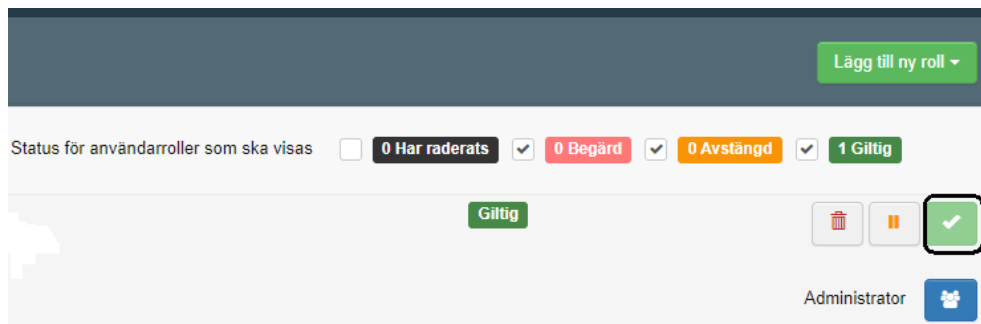 Lägg till ny roll
Status för användarroller som ska visas 0 Har raderats 0 Begärd 0 Avstängd 1 Giltig
Giltig
Administrator